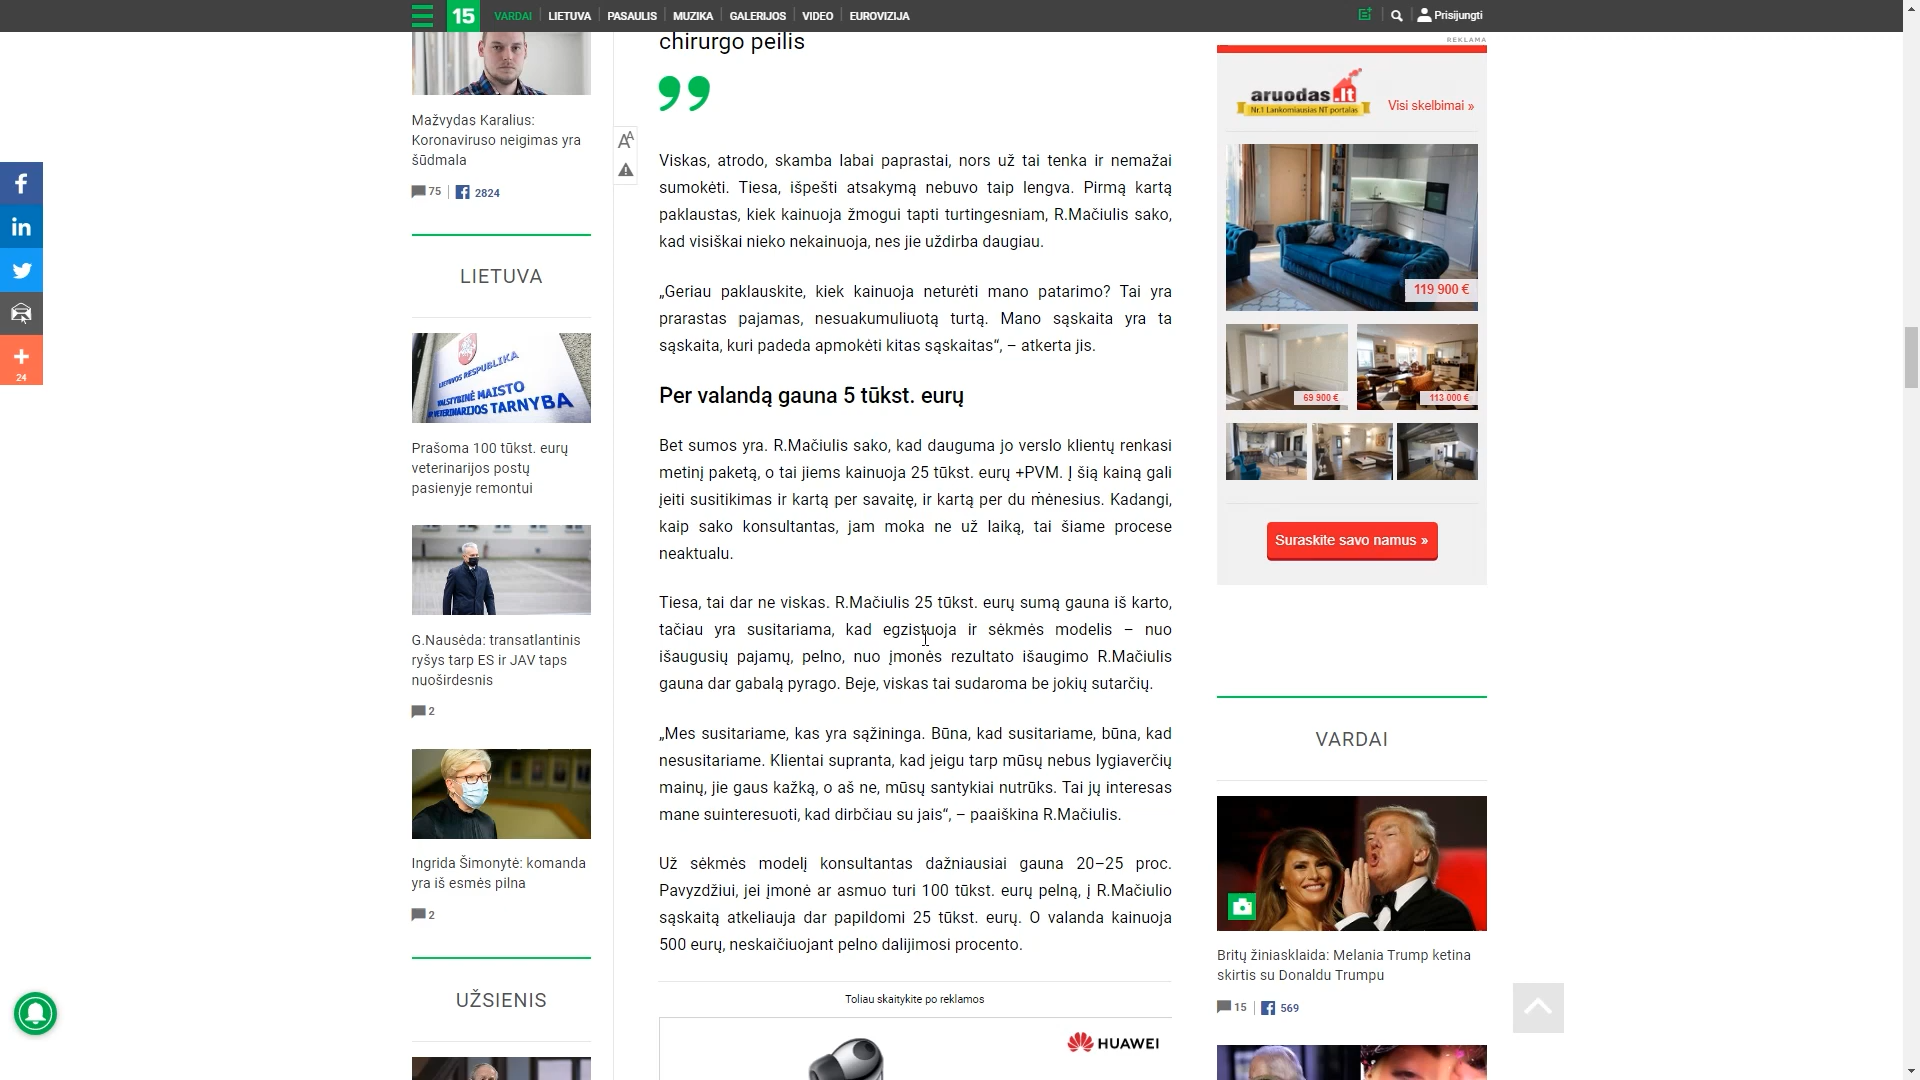 15
VARDAI
LIETUVA
PASAULIS
MUZIKA
GALERIJOS
VIDEO
EUROVIZIJA
Prisijungti
24
Mažvydas Karalius:
Koronaviruso neigimas yra
šūdmala
75
2824
LIETUVA
LIETUVOS RESPUBLIKA
VALSTYBINĖ MAISTO
IR VETERINARIJOS TARNYBA
Prašoma 100 tūkst. eurų
veterinarijos postų
pasienyje remontui
G.Nausėda: transatlantinis
ryšys tarp ES ir JAV taps
nuoširdesnis
2
Ingrida Šimonytė: komanda
yra iš esmės pilna
2
UŽSIENIS
chirurgo peilis
Viskas, atrodo, skamba labai paprastai, nors už tai tenka ir nemažai
sumokėti. Tiesa, išpešti atsakymą nebuvo taip lengva. Pirmą kartą
paklaustas, kiek kainuoja žmogui tapti turtingesniam, R.Mačiulis sako,
kad visiškai nieko nekainuoja, nes jie uždirba daugiau.
„Geriau paklauskite, kiek kainuoja neturėti mano patarimo? Tai yra
prarastas pajamas, nesuakumuliuotą turtą. Mano sąskaita yra ta
sąskaita, kuri padeda apmokėti kitas sąskaitas“, – atkerta jis.
Per valandą gauna 5 tūkst. eurų
Bet sumos yra. R.Mačiulis sako, kad dauguma jo verslo klientų renkasi
metinį paketą, o tai jiems kainuoja 25 tūkst. eurų +PVM. Į šią kainą gali
įeiti susitikimas ir kartą per savaitę, ir kartą per du mėnesius. Kadangi,
kaip sako konsultantas, jam moka ne už laiką, tai šiame procese
neaktualu.
Tiesa, tai dar ne viskas. R.Mačiulis 25 tūkst. eurų sumą gauna iš karto,
tačiau yra susitariama, kad egzistuoja ir sėkmės modelis – nuo
išaugusių pajamų, pelno, nuo įmonės rezultato išaugimo R.Mačiulis
gauna dar gabalą pyrago. Beje, viskas tai sudaroma be jokių sutarčių.
„Mes susitariame, kas yra sąžininga. Būna, kad susitariame, būna, kad
nesusitariame. Klientai supranta, kad jeigu tarp mūsų nebus lygiaverčių
mainų, jie gaus kažką, o aš ne, mūsų santykiai nutrūks. Tai jų interesas
mane suinteresuoti, kad dirbčiau su jais“, – paaiškina R.Mačiulis.
Už sėkmės modelį konsultantas dažniausiai gauna 20–25 proc.
Pavyzdžiui, jei įmonė ar asmuo turi 100 tūkst. eurų pelną, į R.Mačiulio
sąskaitą atkeliauja dar papildomi 25 tūkst. eurų. O valanda kainuoja
500 eurų, neskaičiuojant pelno dalijimosi procento.
Toliau skaitykite po reklamos
HUAWEI
REKLAMA
aruodas.lt
Nr.1 Lankomiausias NT portalas
Visi skelbimai »
119 900 €
69 900 €
113 000 €
Suraskite savo namus »
VARDAI
Britų žiniasklaida: Melania Trump ketina
skirtis su Donaldu Trumpu
15
569